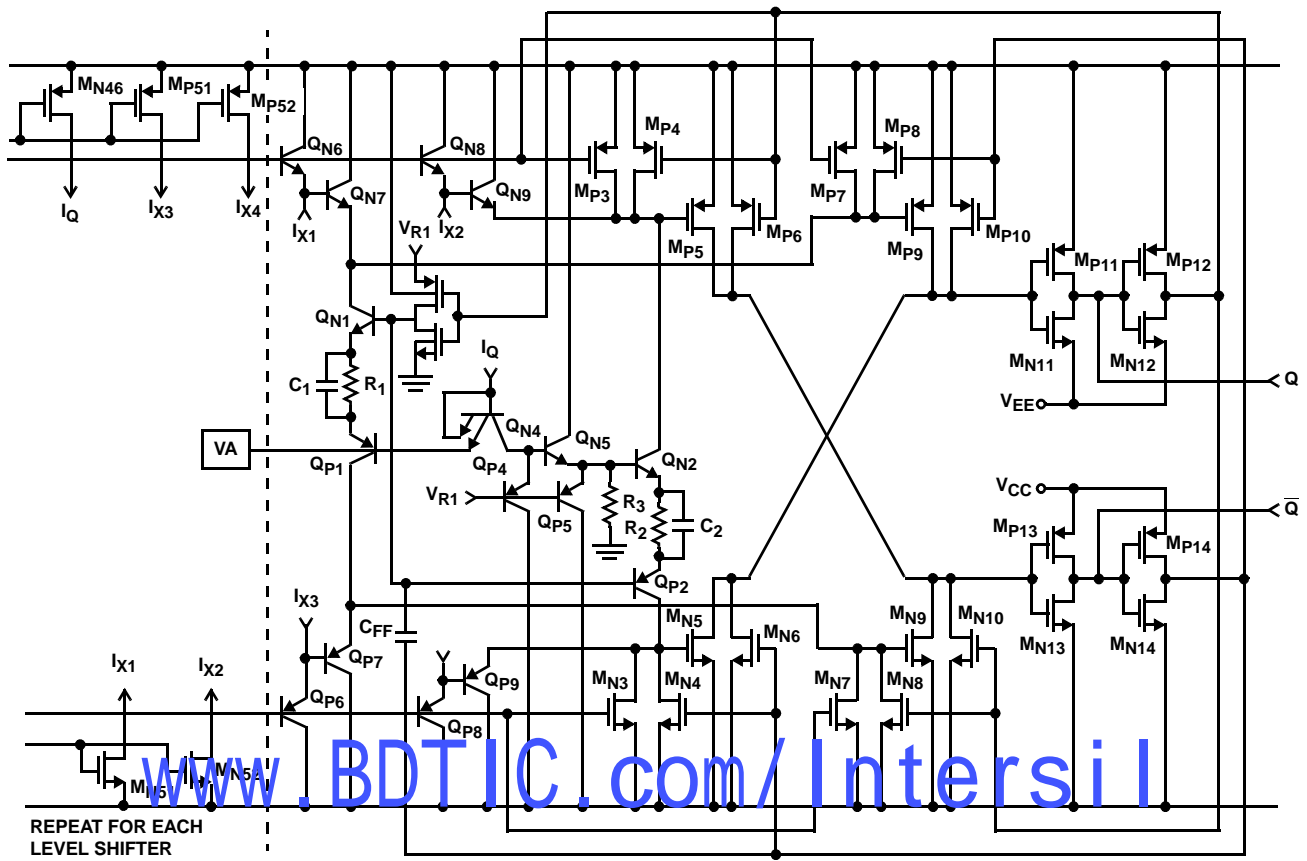 MN46
MP51
MP52
IQ
IX3
IX4
QN6
QN7
IX1
QN8
QN9
IX2
VR1
MP4
MP3
MP5
MP6
MP8
MP7
MP9
MP10
MP11
MP12
MN11
MN12
VEE
Q
QN1
C1
R1
IQ
QN4
QN5
QN2
VA
QP1
QP4
VR1
QP5
R3
R2
C2
VCC
Q
MP13
MP14
MN13
MN14
QP2
IX3
CFF
MN5
MN6
MN9
MN10
QP7
QP9
IX1
IX2
QP6
QP8
MN3
MN4
MN7
MN8
MN51
MN52
www.BDTIC.com/Intersil
REPEAT FOR EACH
LEVEL SHIFTER